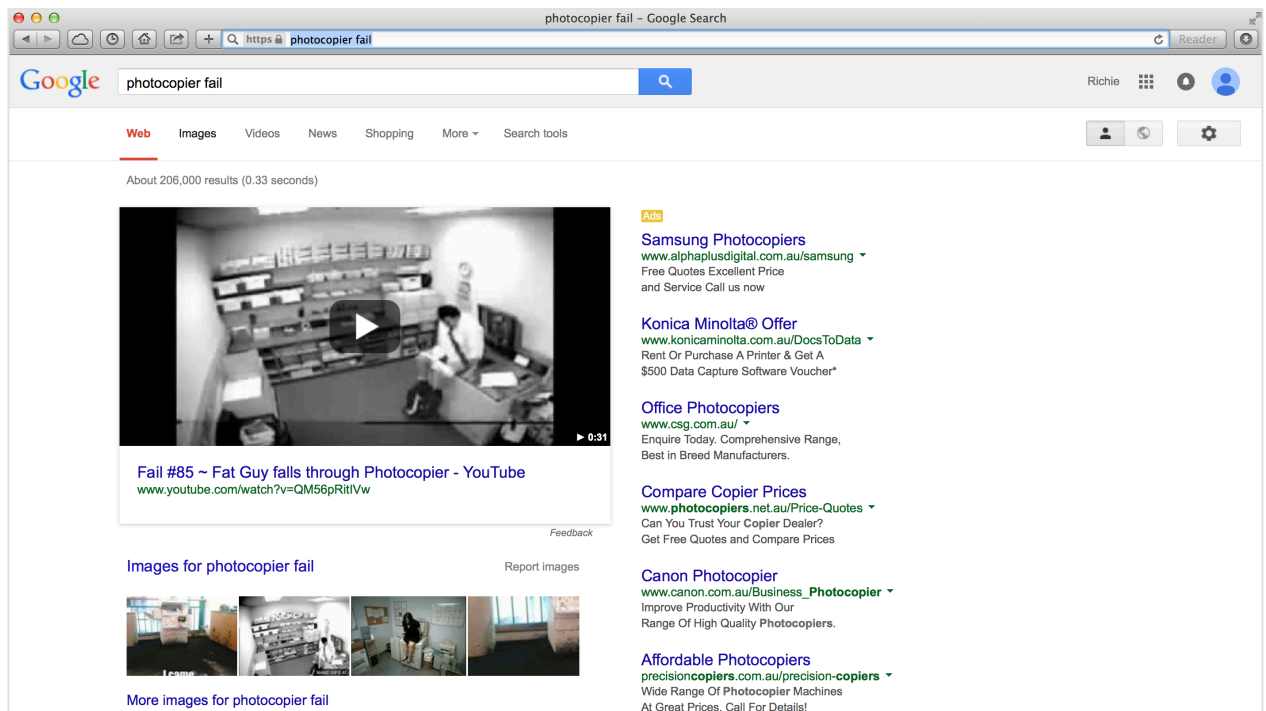 photocopier fail – Google Search
https photocopier fail
Reader
Google
photocopier fail
Richie
Web Images Videos News Shopping More Search tools
About 206,000 results (0.33 seconds)
0:31
Fail #85 ~ Fat Guy falls through Photocopier - YouTube
www.youtube.com/watch?v=QM56pRitIVw
Feedback
Images for photocopier fail
Report images
I came
More images for photocopier fail
Ads
Samsung Photocopiers
www.alphaplusdigital.com.au/samsung
Free Quotes Excellent Price
and Service Call us now
Konica Minolta® Offer
www.konicaminolta.com.au/DocsToData
Rent Or Purchase A Printer & Get A
$500 Data Capture Software Voucher*
Office Photocopiers
www.csg.com.au/
Enquire Today. Comprehensive Range,
Best in Breed Manufacturers.
Compare Copier Prices
www.photocopiers.net.au/Price-Quotes
Can You Trust Your Copier Dealer?
Get Free Quotes and Compare Prices
Canon Photocopier
www.canon.com.au/Business_Photocopier
Improve Productivity With Our
Range Of High Quality Photocopiers.
Affordable Photocopiers
precisioncopiers.com.au/precision-copiers
Wide Range Of Photocopier Machines
At Great Prices. Call For Details!